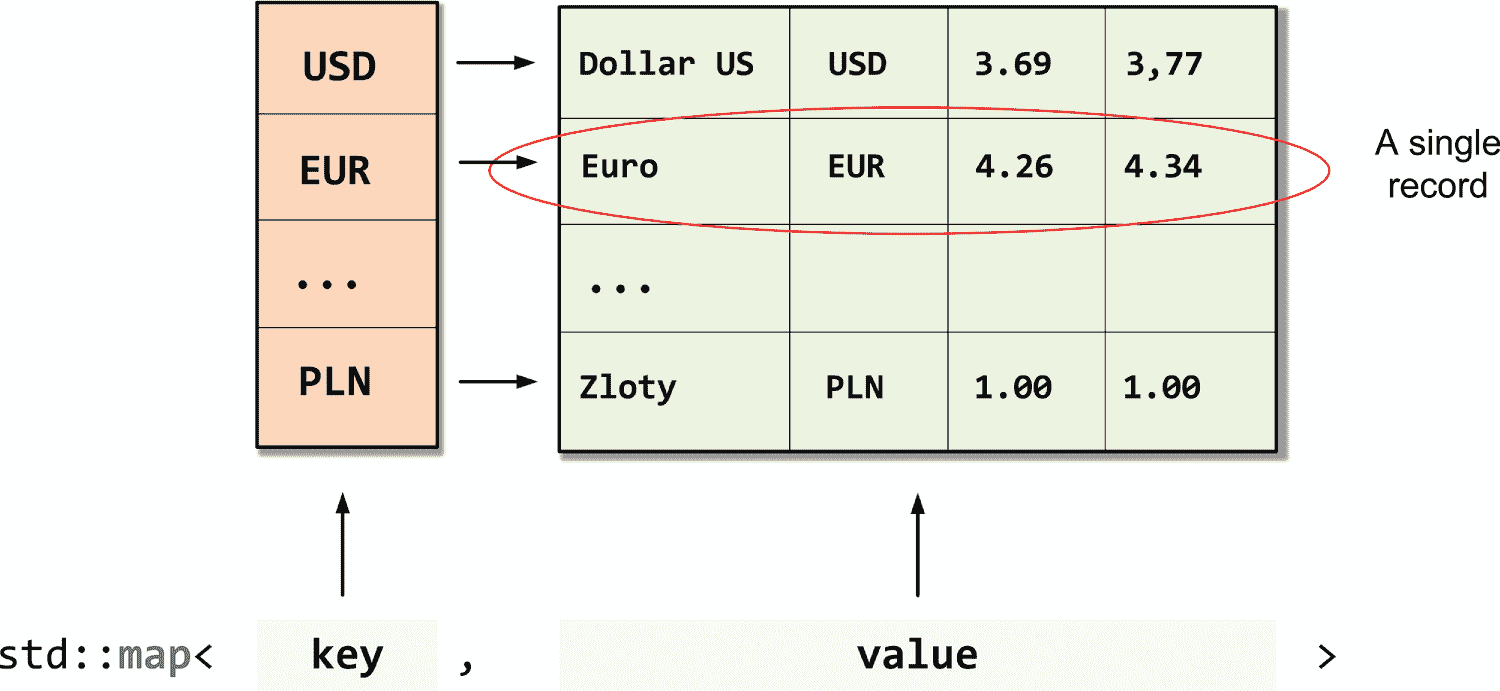 USD Dollar US USD 3.69 3,77
EUR Euro EUR 4.26 4.34
A single
record
... ...
PLN Zloty PLN 1.00 1.00
std::map< key , value >